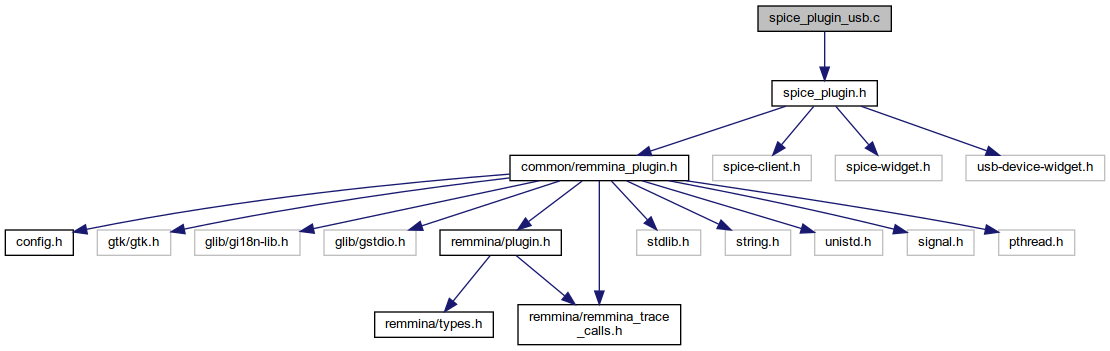 spice_plugin_usb.c
spice_plugin.h
common/remmina_plugin.h
spice-client.h
spice-widget.h
usb-device-widget.h
config.h
gtk/gtk.h
glib/gi18n-lib.h
glib/gstdio.h
remmina/plugin.h
stdlib.h
string.h
unistd.h
signal.h
pthread.h
remmina/types.h
remmina/remmina_trace
_calls.h